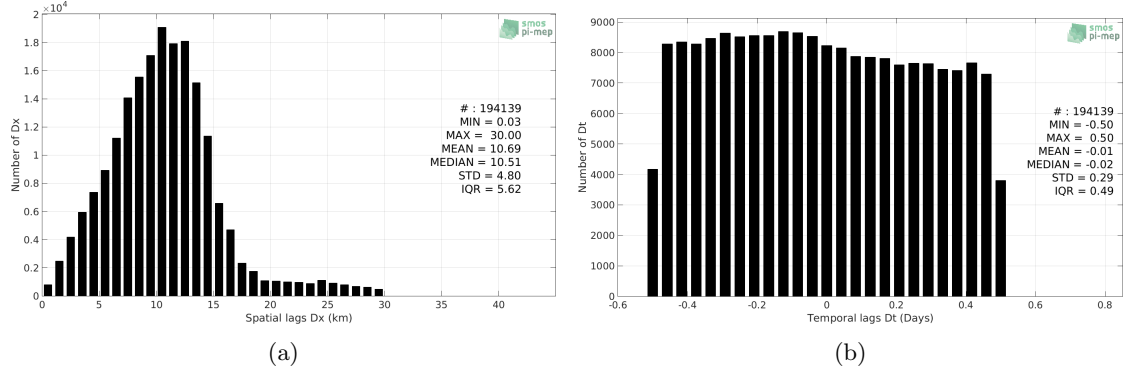 ×10⁴
2
1.8
1.6
1.4
1.2
1
0.8
0.6
0.4
0.2
0
Number of Dx
0 5 10 15 20 25 30 35 40
Spatial lags Dx (km)
smos
pi-mep
# : 194139
MIN = 0.03
MAX = 30.00
MEAN = 10.69
MEDIAN = 10.51
STD = 4.80
IQR = 5.62
(a)
9000
8000
7000
6000
5000
4000
3000
2000
1000
0
Number of Dt
-0.6 -0.4 -0.2 0 0.2 0.4 0.6 0.8
Temporal lags Dt (Days)
smos
pi-mep
# : 194139
MIN = -0.50
MAX = 0.50
MEAN = -0.01
MEDIAN = -0.02
STD = 0.29
IQR = 0.49
(b)